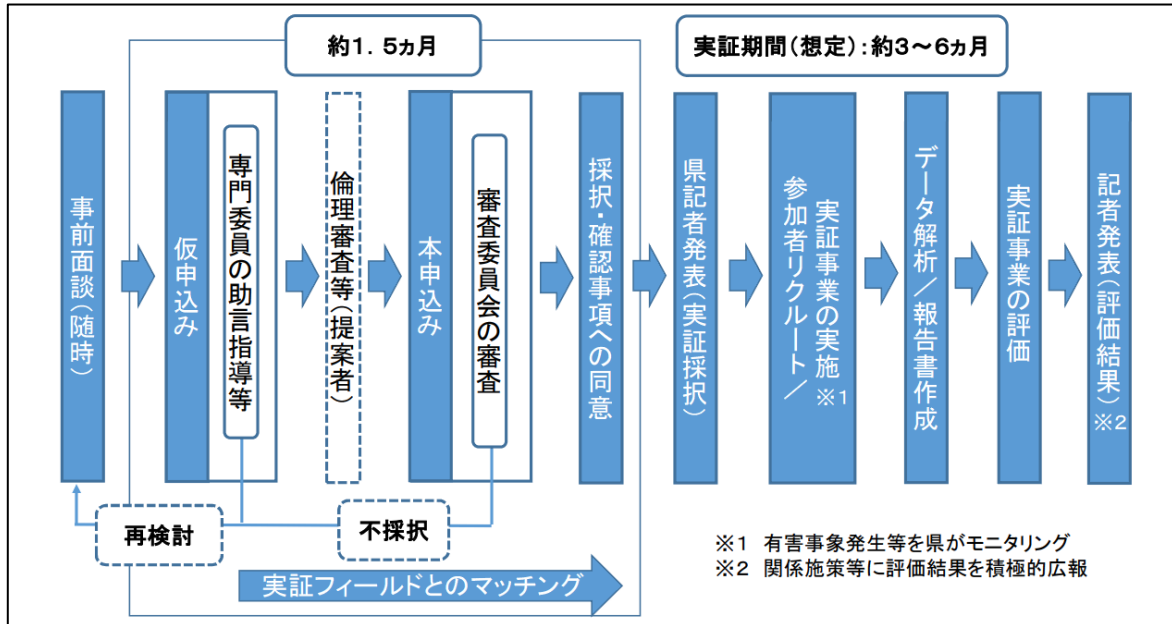 約1．5ヵ月
実証期間（想定）：約3～6ヵ月
事前面談（随時）
仮申込み
専門委員の助言指導等
倫理審査等（提案者）
本申込み
審査委員会の審査
採択・確認事項への同意
県記者発表（実証採択）
参加者リクルート／
実証事業の実施※1
データ解析／報告書作成
実証事業の評価
記者発表（評価結果）※2
再検討
不採択
実証フィールドとのマッチング
※1　有害事象発生等を県がモニタリング
※2　関係施策等に評価結果を積極的広報